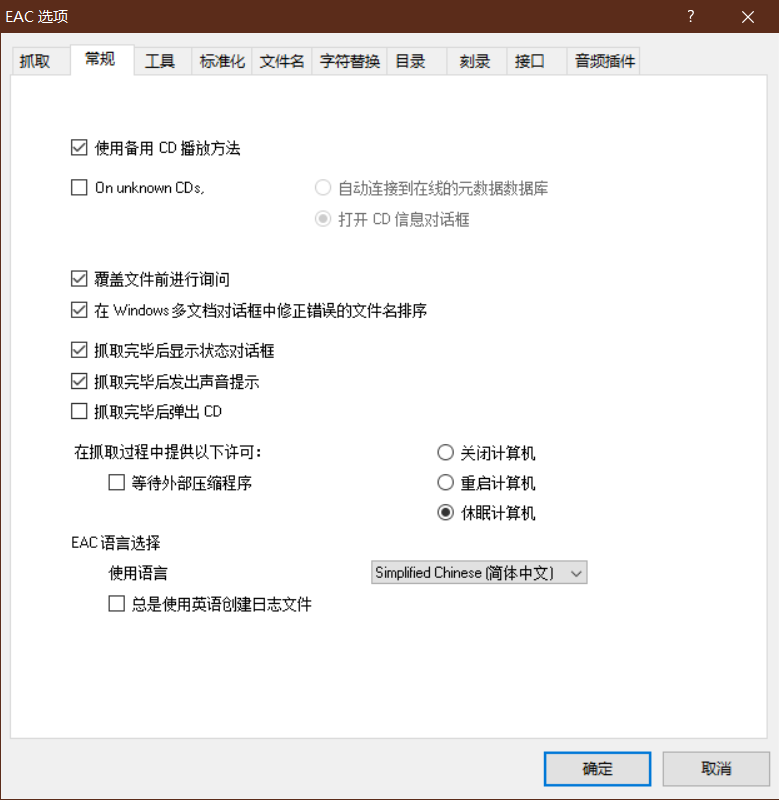 EAC 选项
抓取 常规 工具 标准化 文件名 字符替换 目录 刻录 接口 音频插件
使用备用 CD 播放方法
On unknown CDs, 自动连接到在线的元数据数据库
打开 CD 信息对话框
覆盖文件前进行询问
在 Windows 多文档对话框中修正错误的文件名排序
抓取完毕后显示状态对话框
抓取完毕后发出声音提示
抓取完毕后弹出 CD
在抓取过程中提供以下许可: 关闭计算机
等待外部压缩程序 重启计算机
休眠计算机
EAC 语言选择
使用语言 Simplified Chinese (简体中文)
总是使用英语创建日志文件
确定 取消